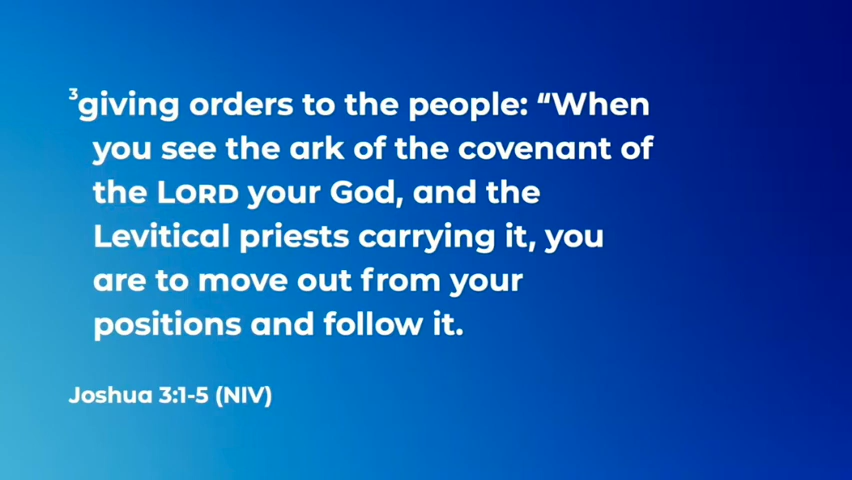 ³giving orders to the people: “When
you see the ark of the covenant of
the LORD your God, and the
Levitical priests carrying it, you
are to move out from your
positions and follow it.
Joshua 3:1-5 (NIV)